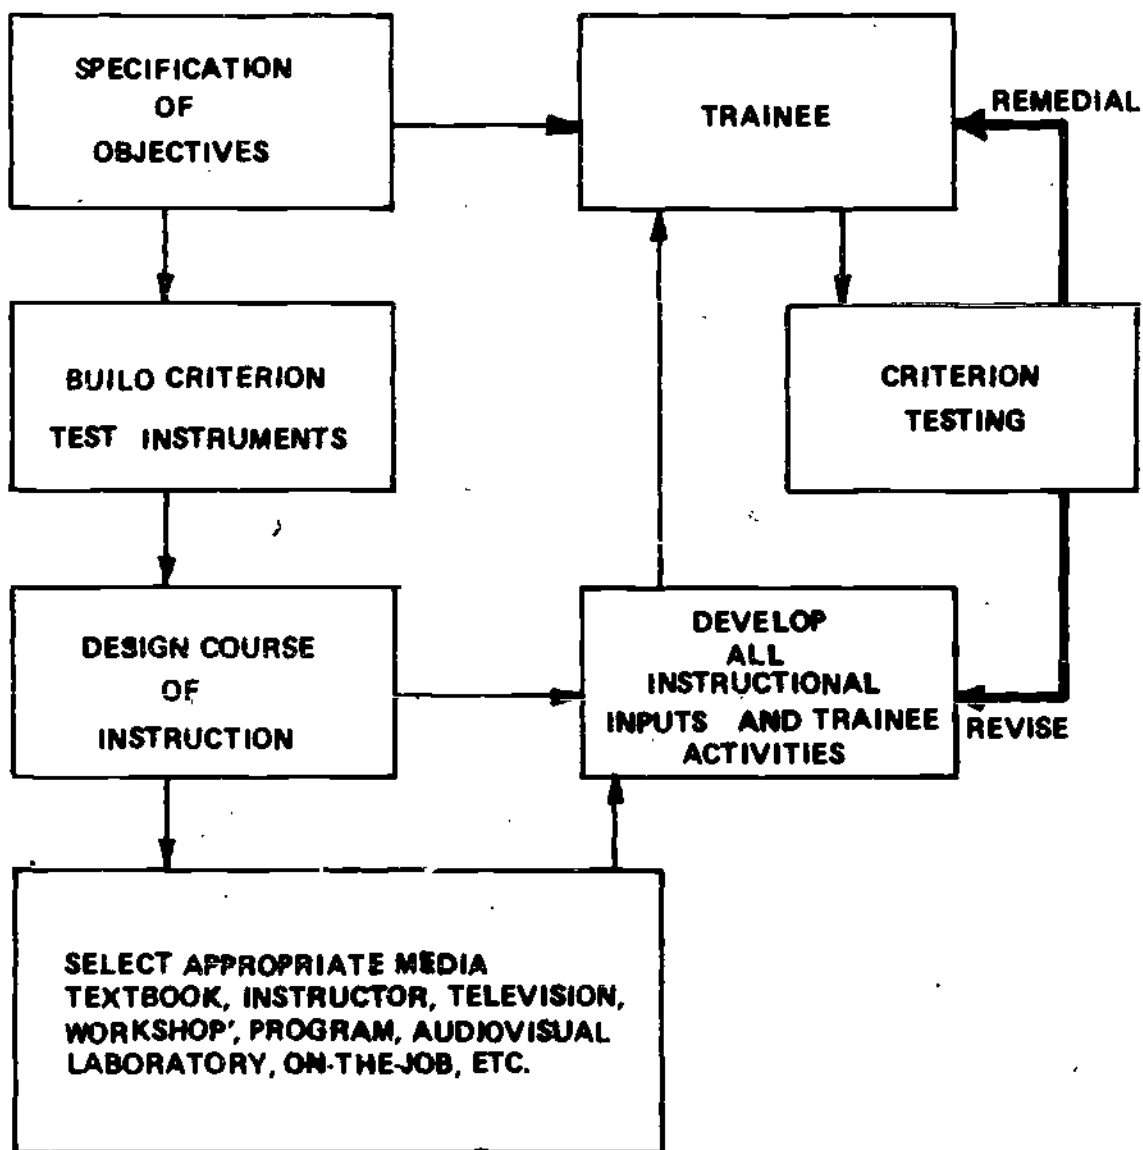 SPECIFICATION
OF
OBJECTIVES
TRAINEE
REMEDIAL
BUILO CRITERION
TEST INSTRUMENTS
CRITERION
TESTING
DESIGN COURSE
OF
INSTRUCTION
DEVELOP
ALL
INSTRUCTIONAL
INPUTS AND TRAINEE
ACTIVITIES
REVISE
SELECT APPROPRIATE MEDIA
TEXTBOOK, INSTRUCTOR, TELEVISION,
WORKSHOP', PROGRAM, AUDIOVISUAL
LABORATORY, ON-THE-JOB, ETC.